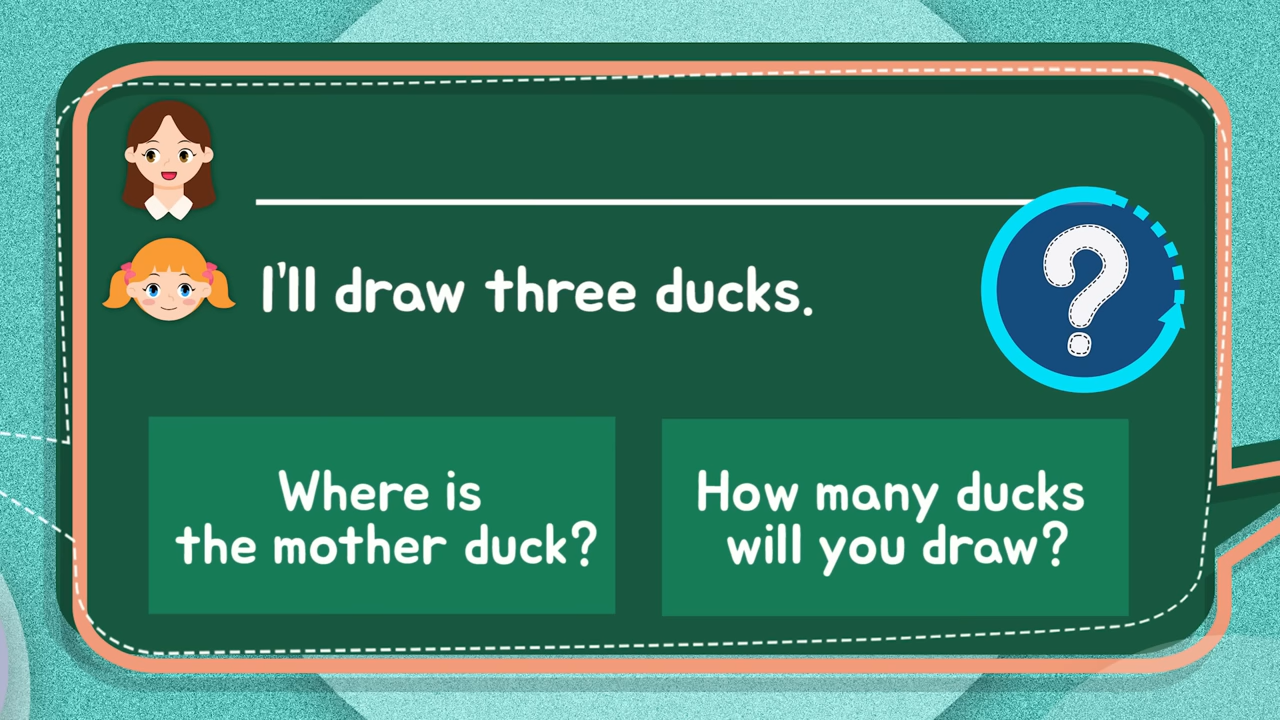 I'll draw three ducks.
?
Where is
the mother duck?
How many ducks
will you draw?